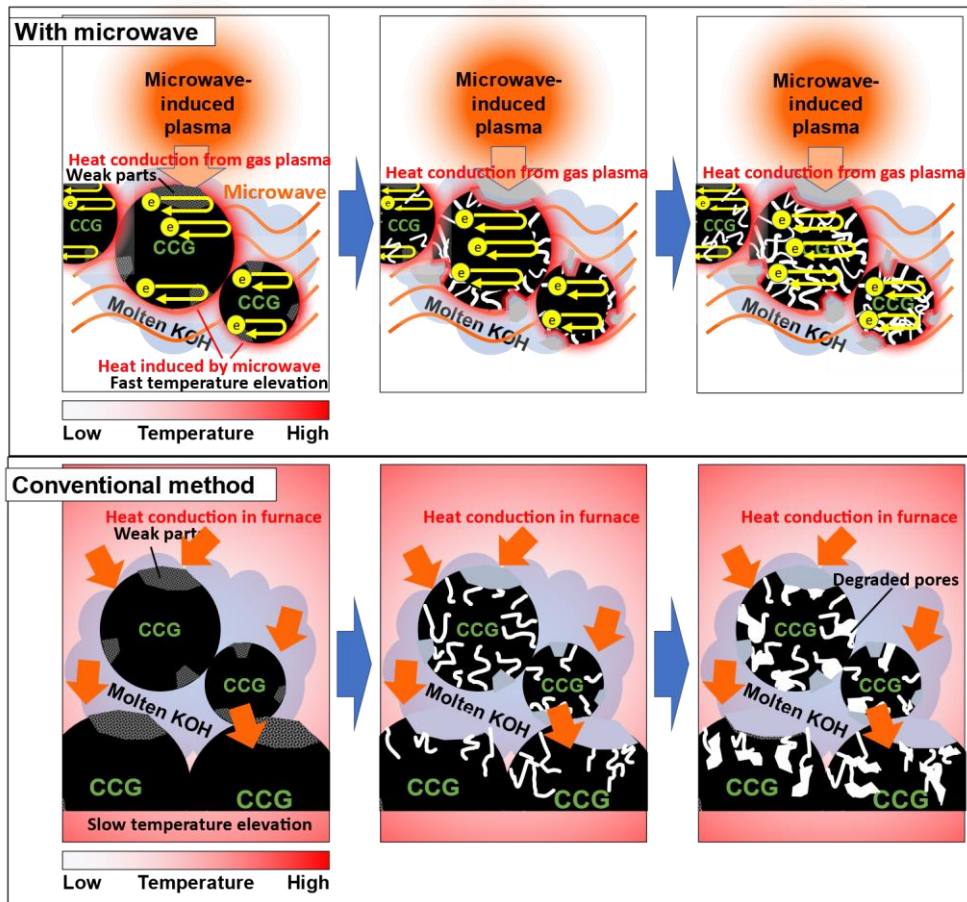 With microwave
Microwave-
induced
plasma
Heat conduction from gas plasma
Weak parts
Microwave
e
e
CCG
CCG
e
e
CCG
e
e
e
Molten KOH
Heat induced by microwave
Fast temperature elevation
Low Temperature High
Microwave-
induced
plasma
Heat conduction from gas plasma
e
e
CCG
e
e
e
e
e
Molten KOH
Microwave-
induced
plasma
Heat conduction from gas plasma
e
e
CCG
e
e
e
CCG
e
e
Molten KOH
Conventional method
Heat conduction in furnace
Weak parts
CCG
CCG
Molten KOH
CCG
CCG
Slow temperature elevation
Low Temperature High
Heat conduction in furnace
CCG
CCG
Molten KOH
CCG
CCG
Heat conduction in furnace
Degraded pores
CCG
CCG
Molten KOH
CCG
CCG